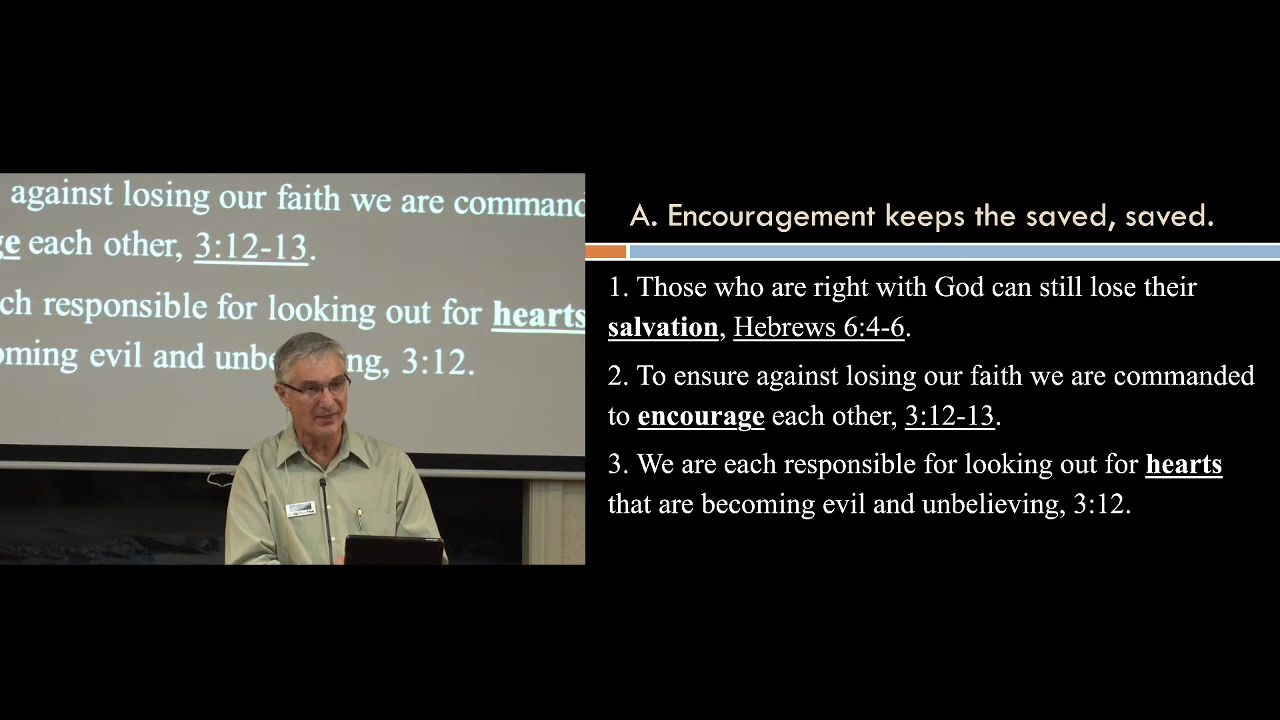 against losing our faith we are command
ge each other, 3:12-13.
ch responsible for looking out for hearts
oming evil and unbe ng, 3:12.
A. Encouragement keeps the saved, saved.
1. Those who are right with God can still lose their
salvation, Hebrews 6:4-6.
2. To ensure against losing our faith we are commanded
to encourage each other, 3:12-13.
3. We are each responsible for looking out for hearts
that are becoming evil and unbelieving, 3:12.